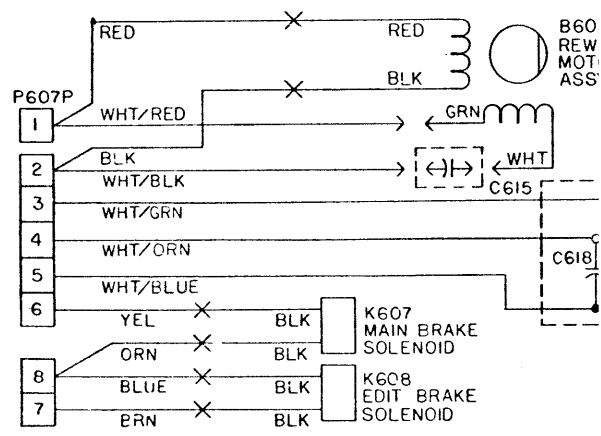 RED
RED
B60
REW
MOT
ASS
BLK
P607P
1
WHT/RED
GRN
2
BLK
WHT/BLK
WHT
C615
3
WHT/GRN
4
WHT/ORN
C618
5
WHT/BLUE
6
YEL
BLK
K607
MAIN BRAKE
SOLENOID
ORN
BLK
8
BLUE
BLK
K608
EDIT BRAKE
SOLENOID
7
BRN
BLK